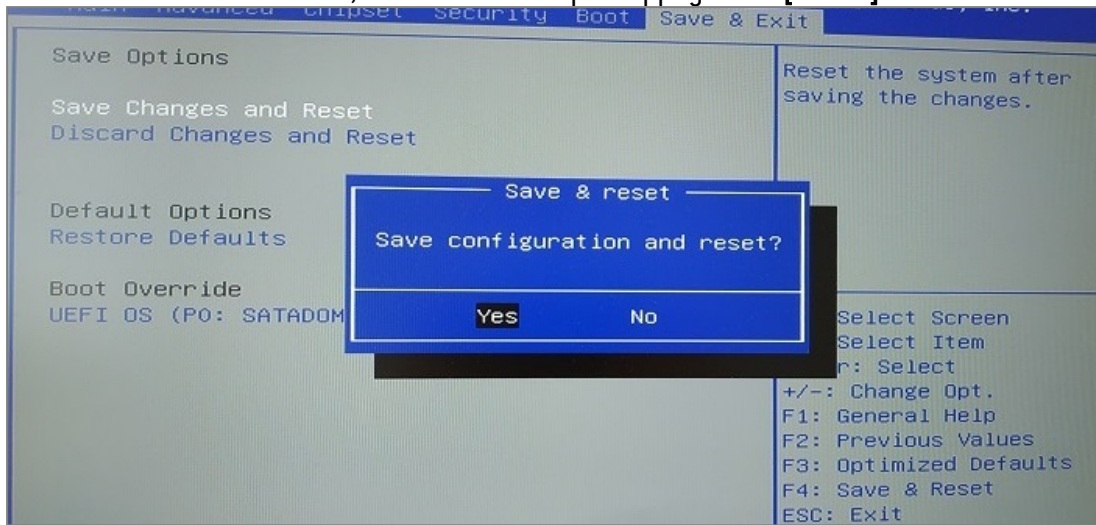 Main Advanced Chipset Security Boot Save & Exit
Save Options
Save Changes and Reset
Discard Changes and Reset
Default Options
Restore Defaults
Boot Override
UEFI OS (P0: SATADOM
Save & reset
Save configuration and reset?
Yes No
Reset the system after
saving the changes.
Select Screen
Select Item
r: Select
+/-: Change Opt.
F1: General Help
F2: Previous Values
F3: Optimized Defaults
F4: Save & Reset
ESC: Exit